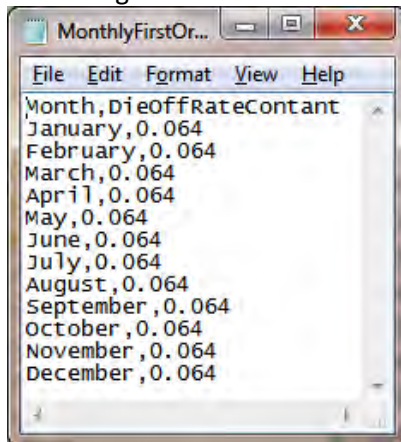 MonthlyFirstOr...
File Edit Format View Help
Month,DieOffRateContant
January,0.064
February,0.064
March,0.064
April,0.064
May,0.064
June,0.064
July,0.064
August,0.064
September,0.064
October,0.064
November,0.064
December,0.064